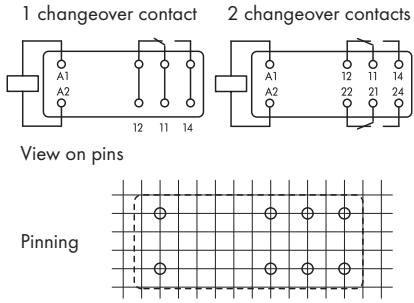 1 changeover contact
2 changeover contacts
A1
A2
12 11 14
A1 12 11 14
A2 22 21 24
View on pins
Pinning